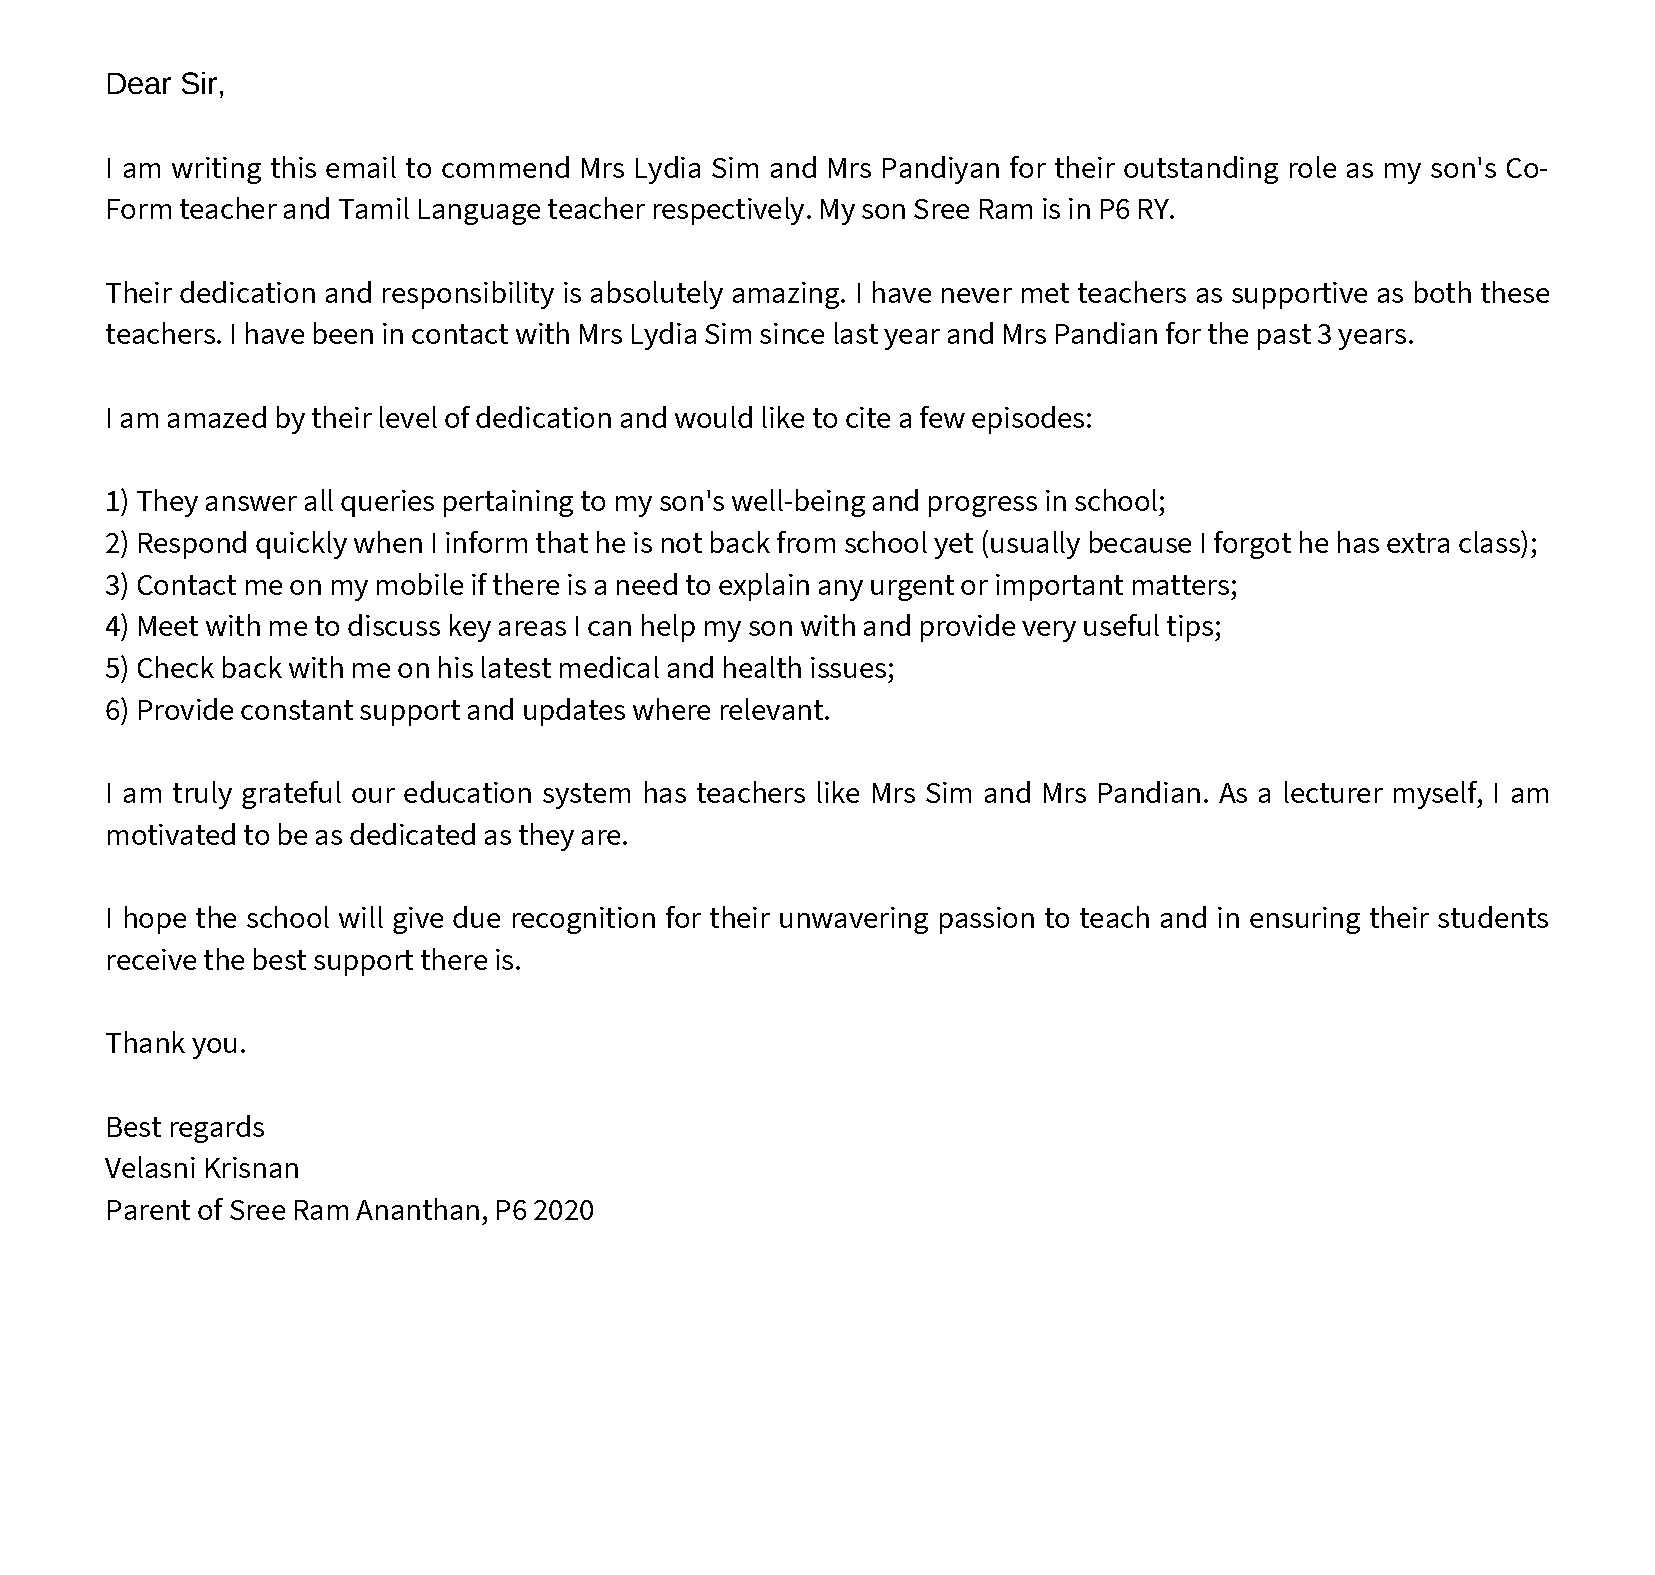 Dear Sir,
I am writing this email to commend Mrs Lydia Sim and Mrs Pandiyan for their outstanding role as my son's Co-
Form teacher and Tamil Language teacher respectively. My son Sree Ram is in P6 RY.
Their dedication and responsibility is absolutely amazing. I have never met teachers as supportive as both these
teachers. I have been in contact with Mrs Lydia Sim since last year and Mrs Pandian for the past 3 years.
I am amazed by their level of dedication and would like to cite a few episodes:
1) They answer all queries pertaining to my son's well-being and progress in school;
2) Respond quickly when I inform that he is not back from school yet (usually because I forgot he has extra class);
3) Contact me on my mobile if there is a need to explain any urgent or important matters;
4) Meet with me to discuss key areas I can help my son with and provide very useful tips;
5) Check back with me on his latest medical and health issues;
6) Provide constant support and updates where relevant.
I am truly grateful our education system has teachers like Mrs Sim and Mrs Pandian. As a lecturer myself, I am
motivated to be as dedicated as they are.
I hope the school will give due recognition for their unwavering passion to teach and in ensuring their students
receive the best support there is.
Thank you.
Best regards
Velasni Krisnan
Parent of Sree Ram Ananthan, P6 2020